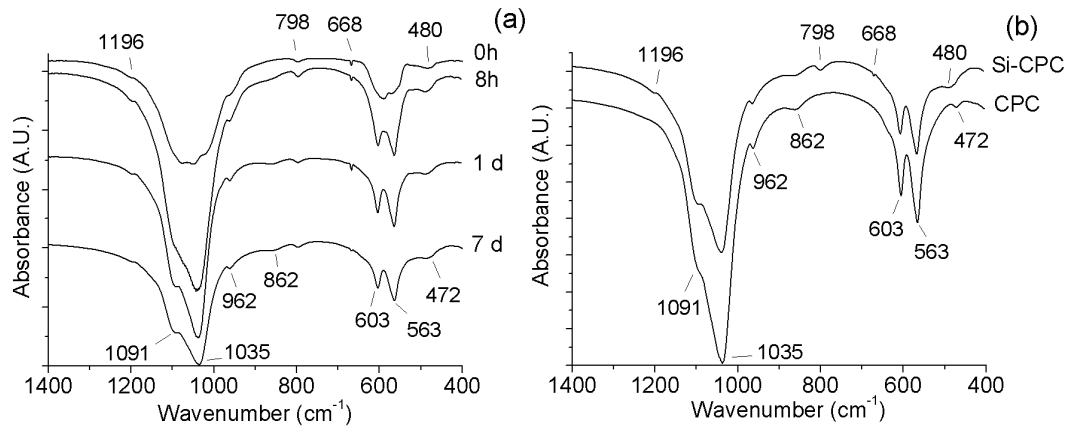 (a)
1196
798
668
480
0h
8h
1 d
7 d
962
862
603
563
472
1091
1035
Absorbance (A.U.)
1400 1200 1000 800 600 400
Wavenumber (cm⁻¹)
(b)
1196
798
668
480
Si-CPC
CPC
962
862
472
603
563
1091
1035
Absorbance (A.U.)
1400 1200 1000 800 600 400
Wavenumber (cm⁻¹)